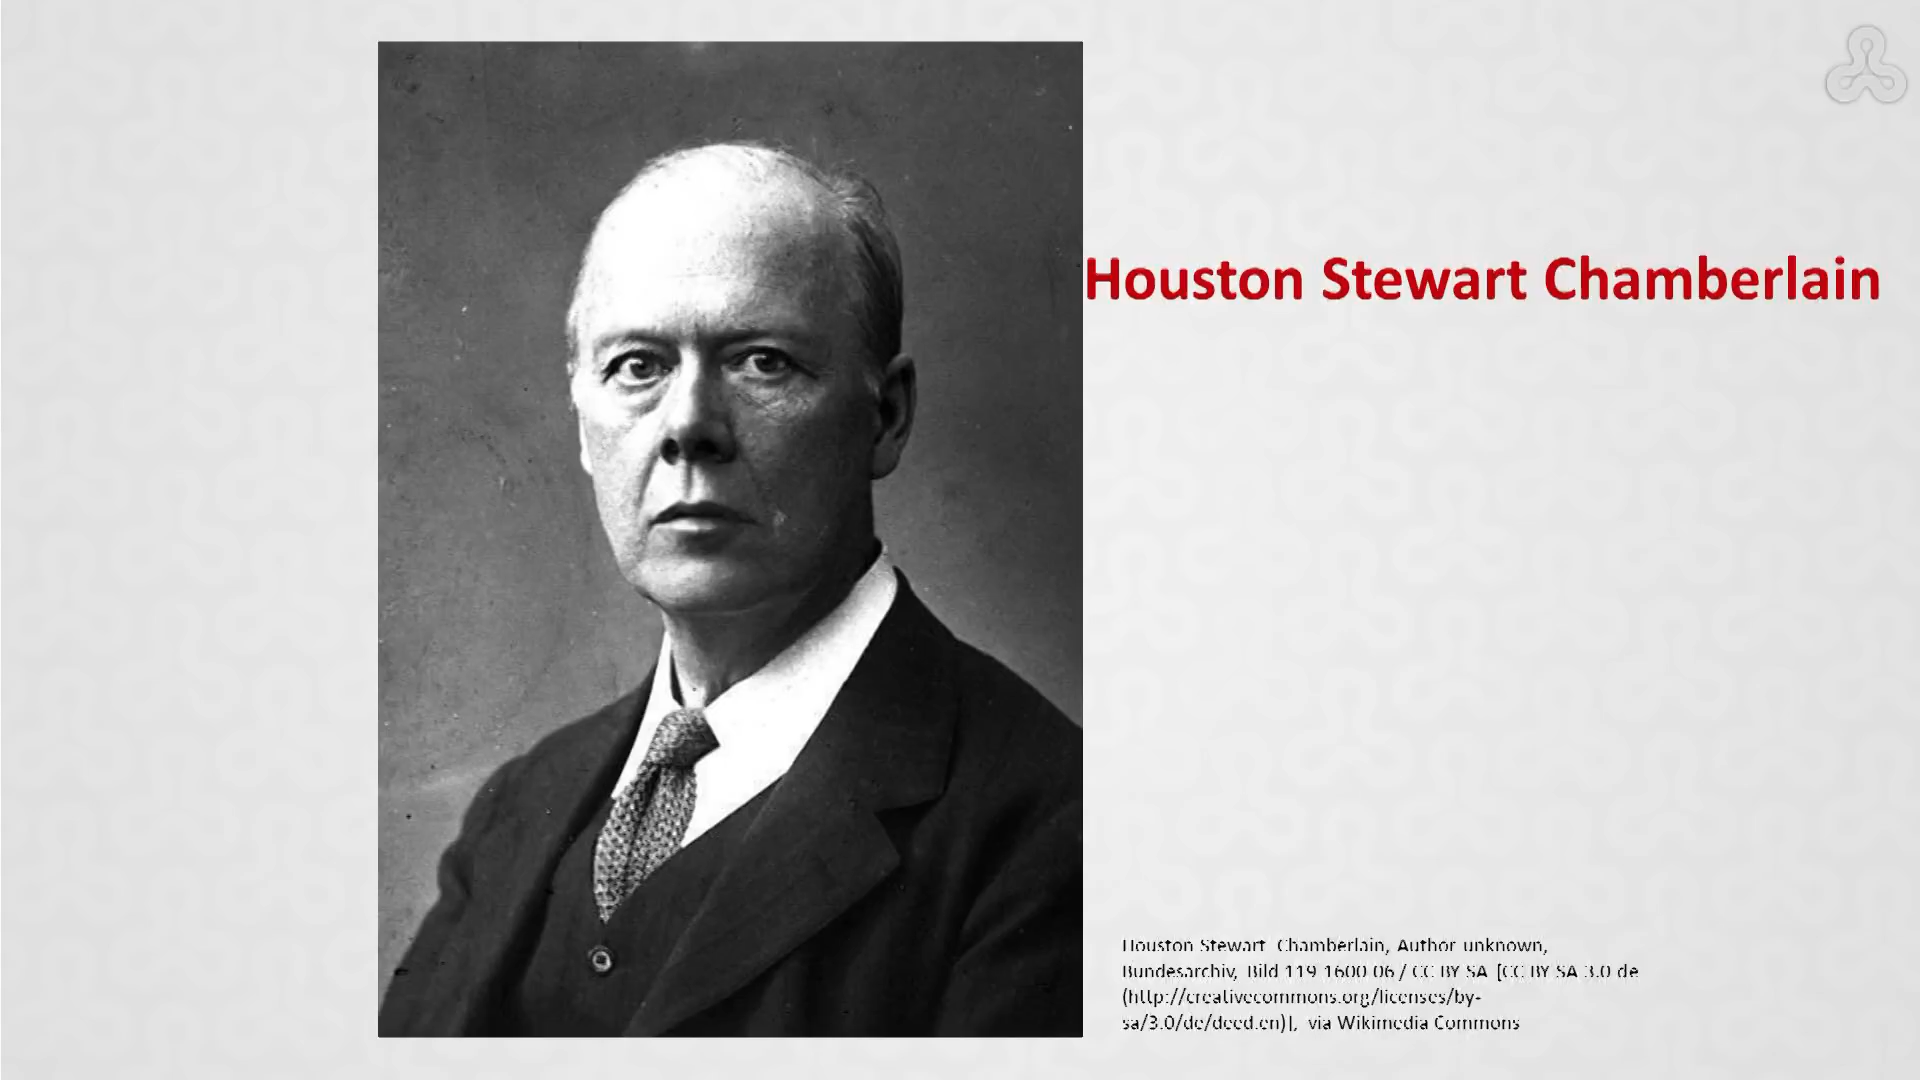 Houston Stewart Chamberlain
Houston Stewart Chamberlain, Author unknown,
Bundesarchiv, Bild 119-1600-06 / CC-BY-SA [CC BY-SA 3.0 de
(http://creativecommons.org/licenses/by-
sa/3.0/de/deed.en)], via Wikimedia Commons